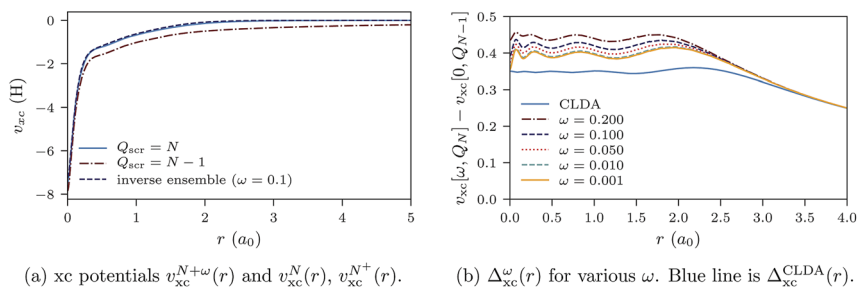 (a)
0
−2
−4
−6
−8
v_xc (H)
Q_scr = N
Q_scr = N − 1
inverse ensemble (ω = 0.1)
0 1 2 3 4 5
r (a_0)
(a) xc potentials v_xc^{N+ω}(r) and v_xc^N(r), v_xc^{N^+}(r).
(b)
0.5
0.4
0.3
0.1
0.0
v_xc[ω, Q_N] − v_xc[0, Q_{N−1}]
CLDA
ω = 0.200
ω = 0.100
ω = 0.050
ω = 0.010
ω = 0.001
0.0 0.5 1.0 1.5 2.0 2.5 3.0 3.5 4.0
r (a_0)
(b) Δ_xc^ω(r) for various ω. Blue line is Δ_xc^CLDA(r).